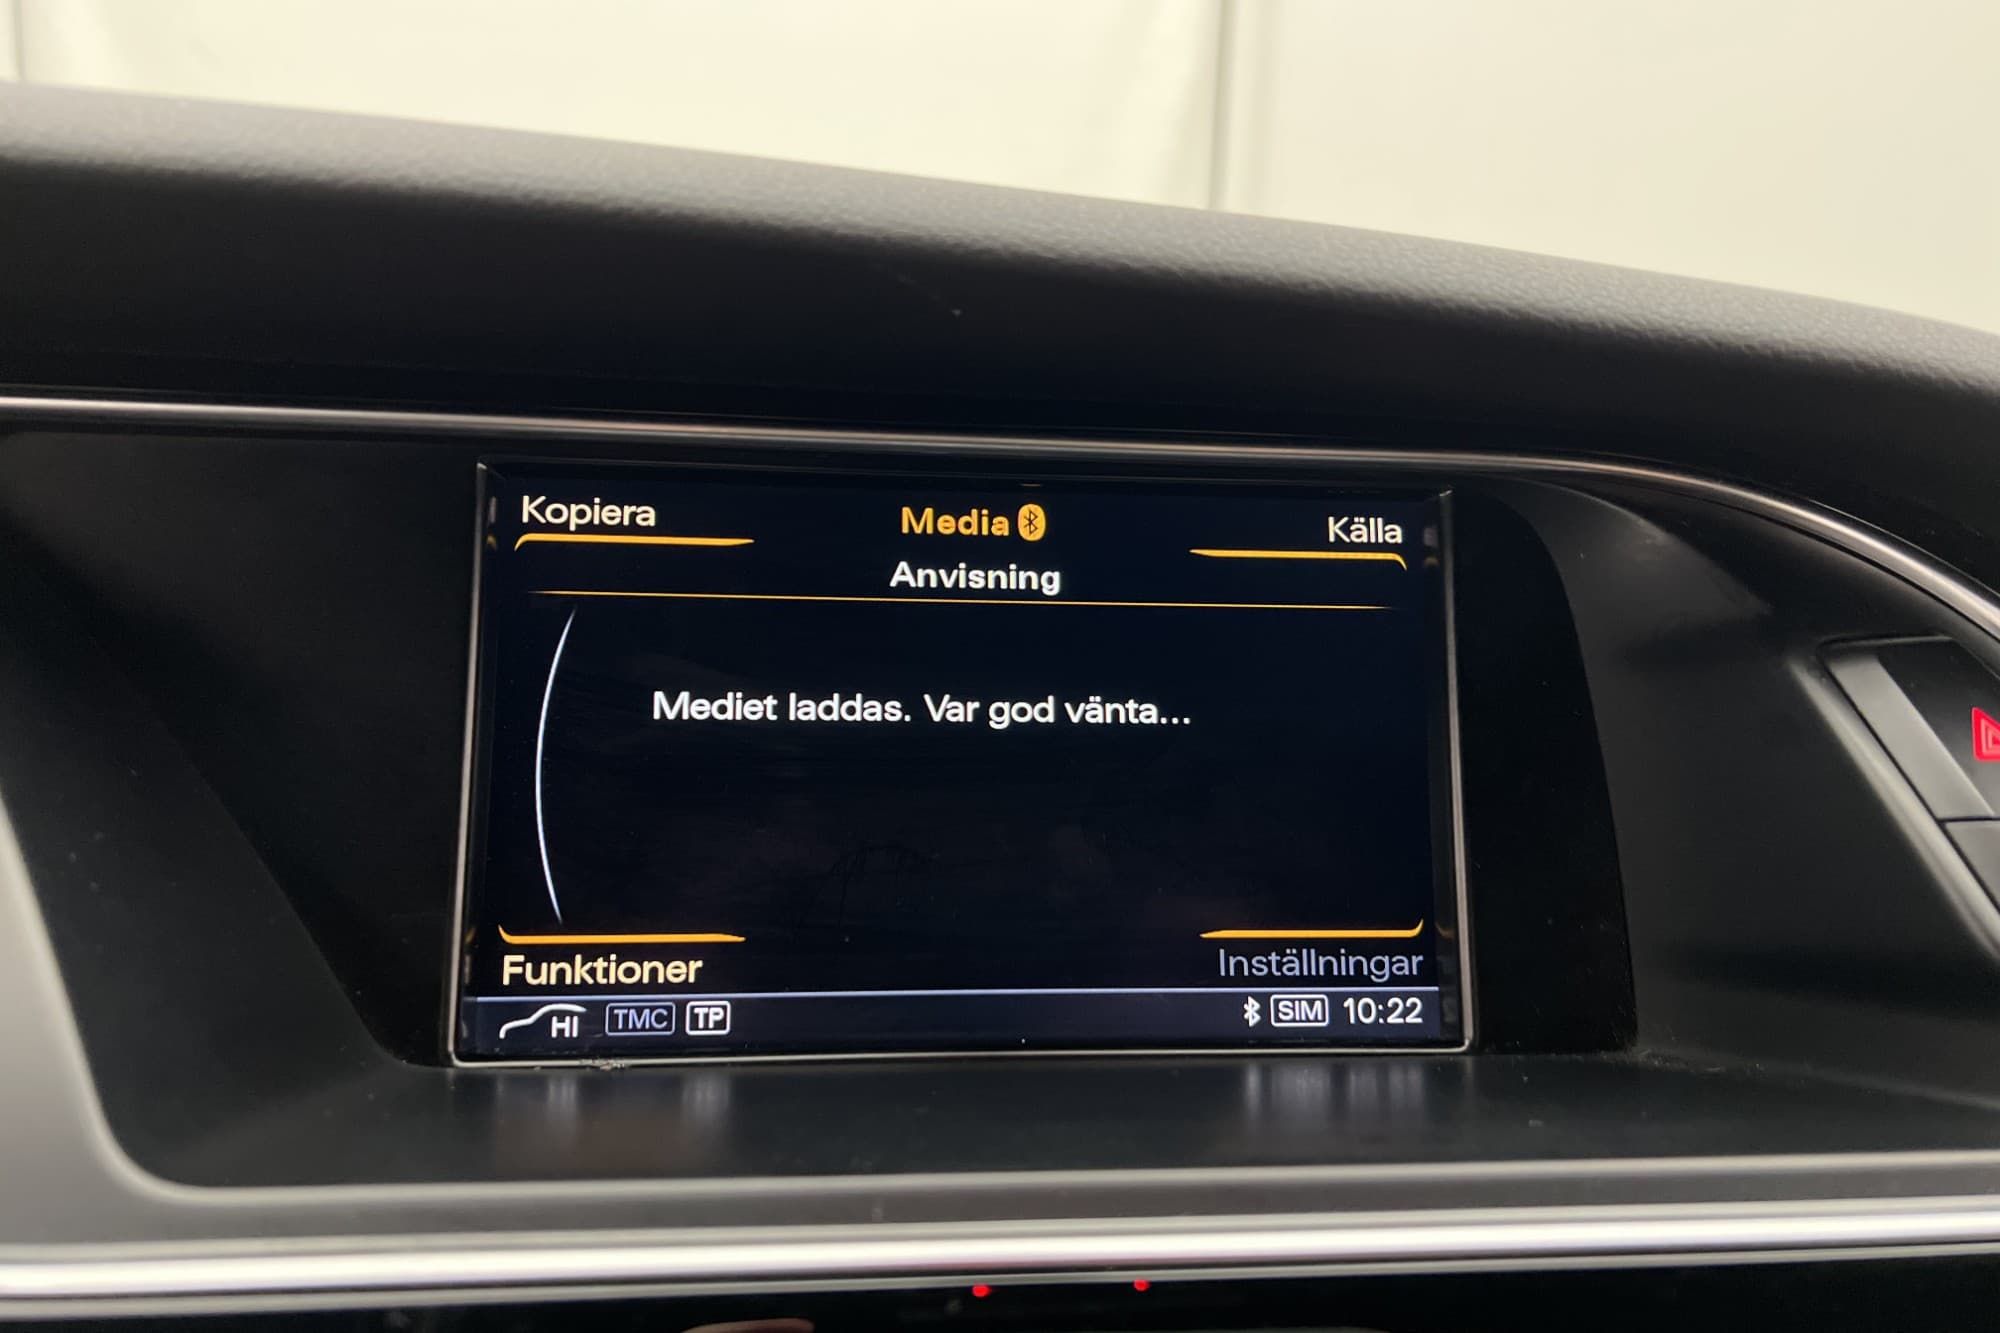 Kopiera
Media
Källa
Anvisning
Mediet laddas. Var god vänta...
Funktioner
Inställningar
HI TMC TP
SIM 10:22